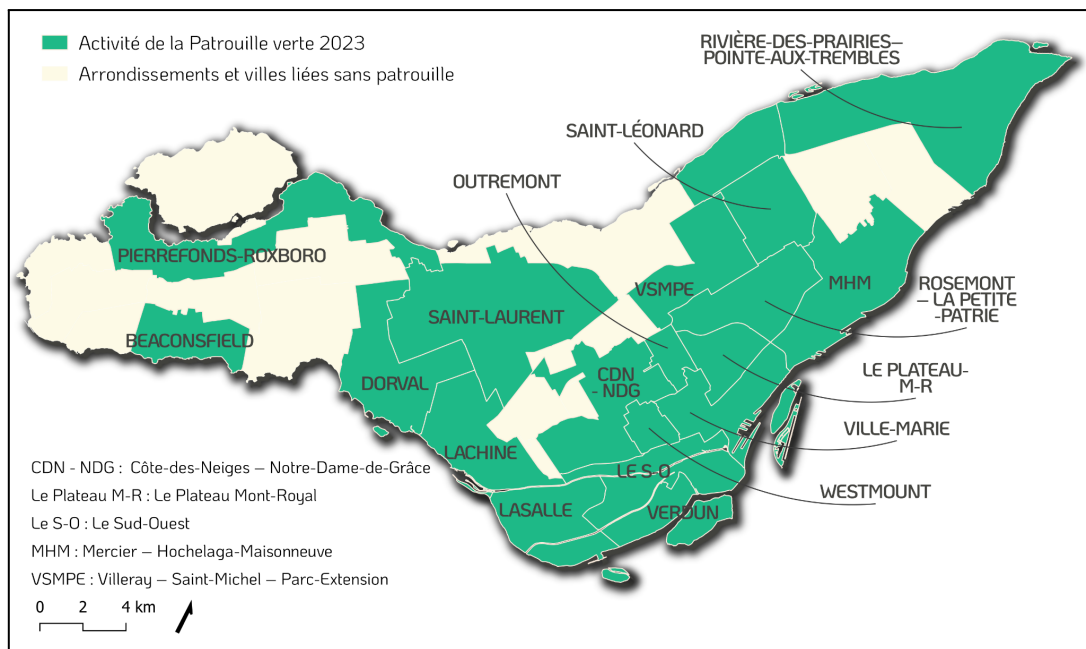 Activité de la Patrouille verte 2023
Arrondissements et villes liées sans patrouille
RIVIÈRE-DES-PRAIRIES–
POINTE-AUX-TREMBLES
SAINT-LÉONARD
OUTREMONT
PIERREFONDS-ROXBORO
BEACONSFIELD
SAINT-LAURENT
DORVAL
LACHINE
LASALLE
VERDUN
LE S-O
CDN
- NDG
VSMPE
MHM
ROSEMONT
– LA PETITE
-PATRIE
LE PLATEAU-
M-R
VILLE-MARIE
WESTMOUNT
CDN - NDG : Côte-des-Neiges – Notre-Dame-de-Grâce
Le Plateau M-R : Le Plateau Mont-Royal
Le S-O : Le Sud-Ouest
MHM : Mercier – Hochelaga-Maisonneuve
VSMPE : Villeray – Saint-Michel – Parc-Extension
0 2 4 km